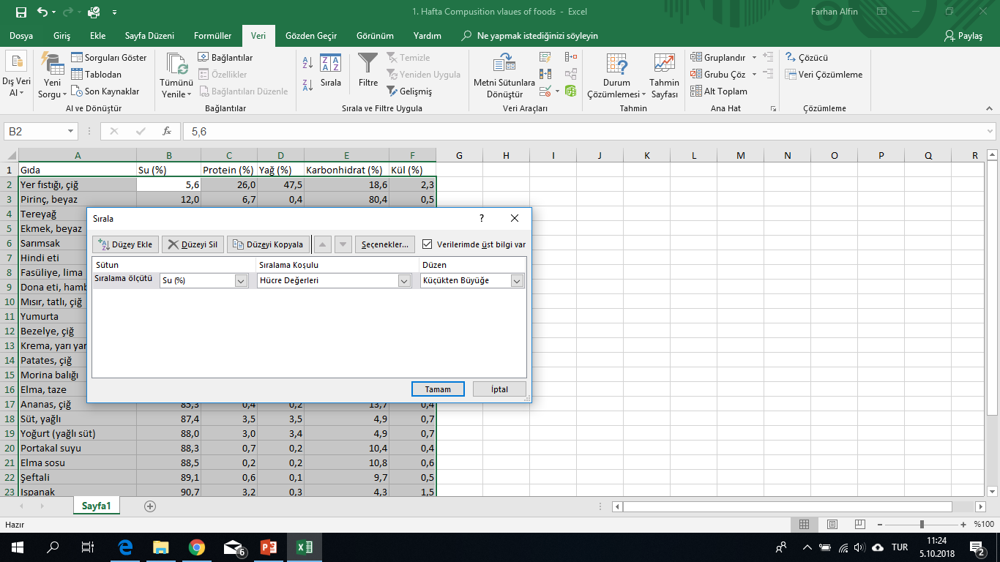 1. Hafta Compusition vlaues of foods - Excel
Farhan Alfin
Dosya Giriş Ekle Sayfa Düzeni Formüller Veri Gözden Geçir Görünüm Yardım Ne yapmak istediğinizi söyleyin Paylaş
Dış Veri Al
Yeni Sorgu
Sorguları Göster
Tablodan
Son Kaynaklar
Al ve Dönüştür
Tümünü Yenile
Bağlantılar
Özellikler
Bağlantıları Düzenle
Bağlantılar
Sırala
Filtre
Temizle
Yeniden Uygula
Gelişmiş
Sırala ve Filtre Uygula
Metni Sütunlara Dönüştür
Veri Araçları
Durum Çözümlemesi
Tahmin Sayfası
Tahmin
Gruplandır
Grubu Çöz
Alt Toplam
Ana Hat
Çözücü
Veri Çözümleme
Çözümleme
B2 fx 5,6
A B C D E F G H I J K L M N O P Q R
1 Gıda Su (%) Protein (%) Yağ (%) Karbonhidrat (%) Kül (%)
2 Yer fıstığı, çiğ 5,6 26,0 47,5 18,6 2,3
3 Pirinç, beyaz 12,0 6,7 0,4 80,4 0,5
4 Tereyağ
5 Ekmek, beyaz
6 Sarımsak
7 Hindi eti
8 Fasüliye, lima
9 Dona eti, hamb
10 Mısır, tatlı, çiğ
11 Yumurta
12 Bezelye, çiğ
13 Krema, yarı yar
14 Patates, çiğ
15 Morina balığı
16 Elma, taze
17 Ananas, çiğ 85,3 0,4 0,2 13,7 0,4
18 Süt, yağlı 87,4 3,5 3,5 4,9 0,7
19 Yoğurt (yağlı süt) 88,0 3,0 3,4 4,9 0,7
20 Portakal suyu 88,3 0,7 0,2 10,4 0,4
21 Elma sosu 88,5 0,2 0,2 10,8 0,6
22 Şeftali 89,1 0,6 0,1 9,7 0,5
23 Ispanak 90,7 3,2 0,3 4,3 1,5
Sırala ?
Düzey Ekle Düzeyi Sil Düzeyi Kopyala Seçenekler... Verilerimde üst bilgi var
Sütun Sıralama Koşulu Düzen
Sıralama ölçütü Su (%) Hücre Değerleri Küçükten Büyüğe
Tamam İptal
Sayfa1
Hazır
%100
6
TUR
11:24
5.10.2018
2